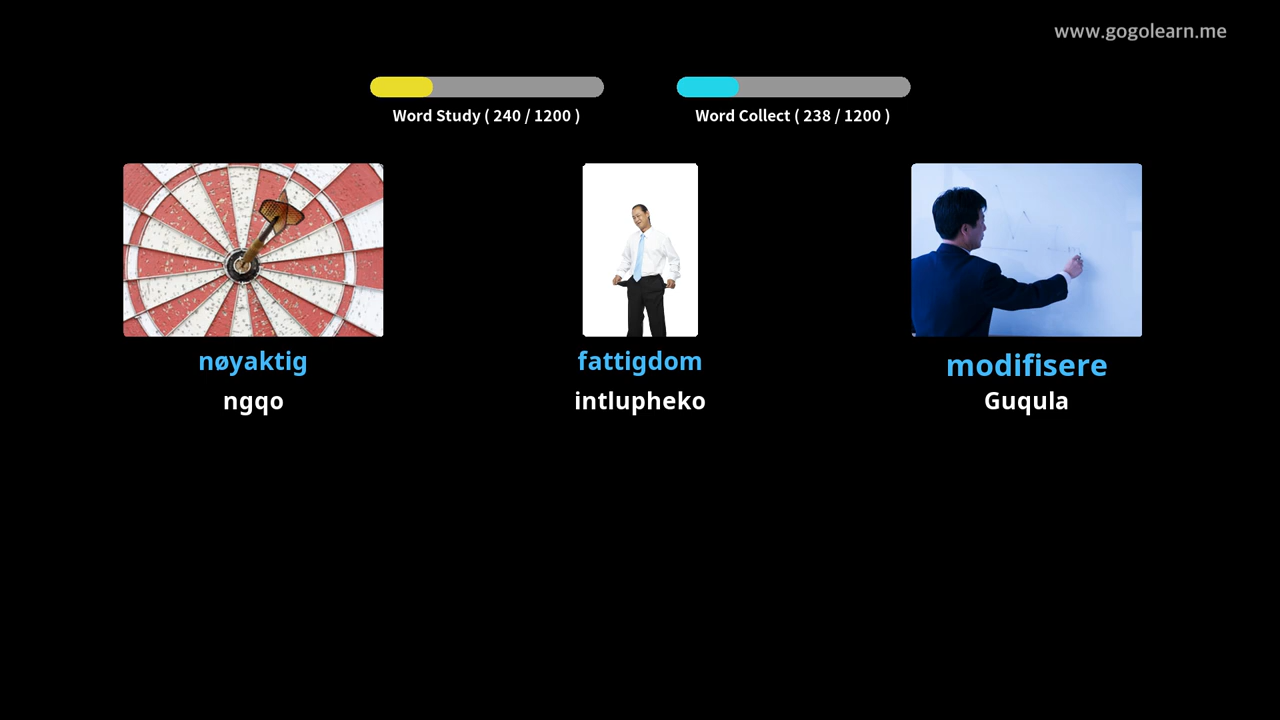 www.gogolearn.me
Word Study ( 240 / 1200 )
Word Collect ( 238 / 1200 )
nøyaktig
fattigdom
modifisere
ngqo
intlupheko
Guqula